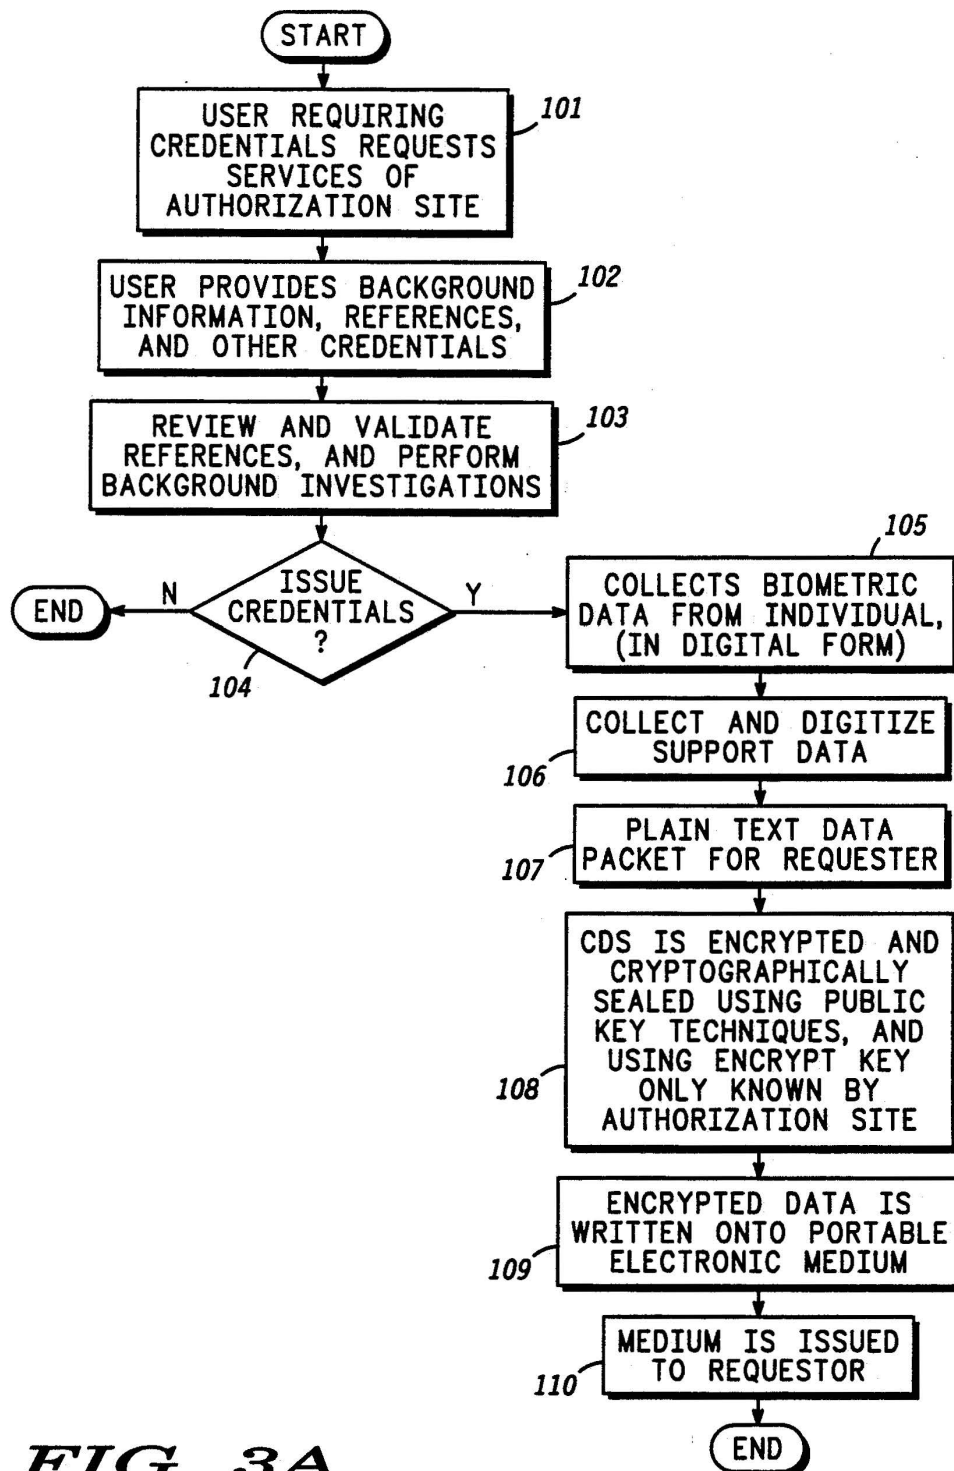 START
101
USER REQUIRING
CREDENTIALS REQUESTS
SERVICES OF
AUTHORIZATION SITE
102
USER PROVIDES BACKGROUND
INFORMATION, REFERENCES,
AND OTHER CREDENTIALS
103
REVIEW AND VALIDATE
REFERENCES, AND PERFORM
BACKGROUND INVESTIGATIONS
ISSUE
CREDENTIALS
?
104
N
END
Y
105
COLLECTS BIOMETRIC
DATA FROM INDIVIDUAL,
(IN DIGITAL FORM)
COLLECT AND DIGITIZE
SUPPORT DATA
106
PLAIN TEXT DATA
PACKET FOR REQUESTER
107
CDS IS ENCRYPTED AND
CRYPTOGRAPHICALLY
SEALED USING PUBLIC
KEY TECHNIQUES, AND
USING ENCRYPT KEY
ONLY KNOWN BY
AUTHORIZATION SITE
108
ENCRYPTED DATA IS
WRITTEN ONTO PORTABLE
ELECTRONIC MEDIUM
109
MEDIUM IS ISSUED
TO REQUESTOR
110
END
FIG. 3A